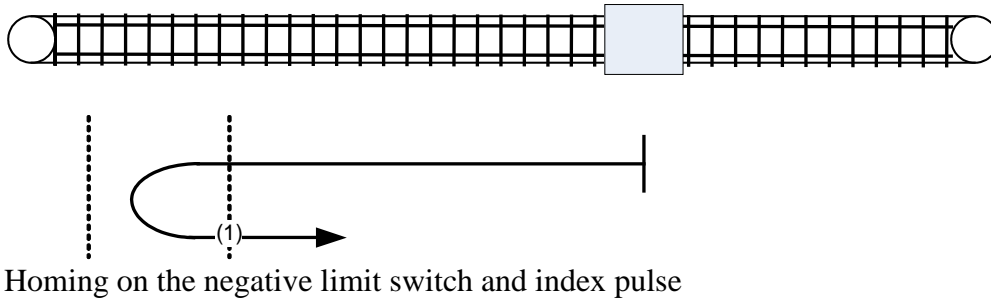 (1)
Homing on the negative limit switch and index pulse